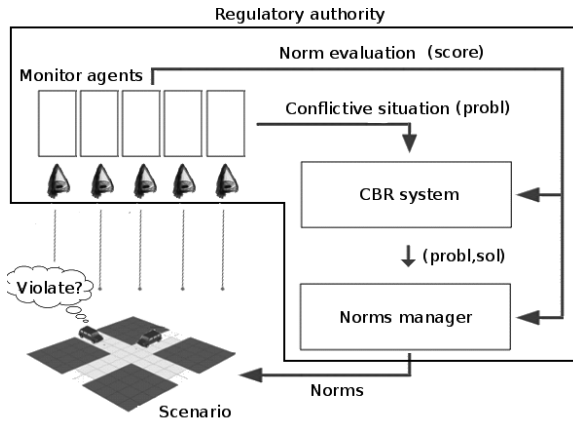 Regulatory authority
Norm evaluation (score)
Monitor agents
Conflictive situation (probl)
CBR system
(probl,sol)
Violate?
Norms manager
Norms
Scenario